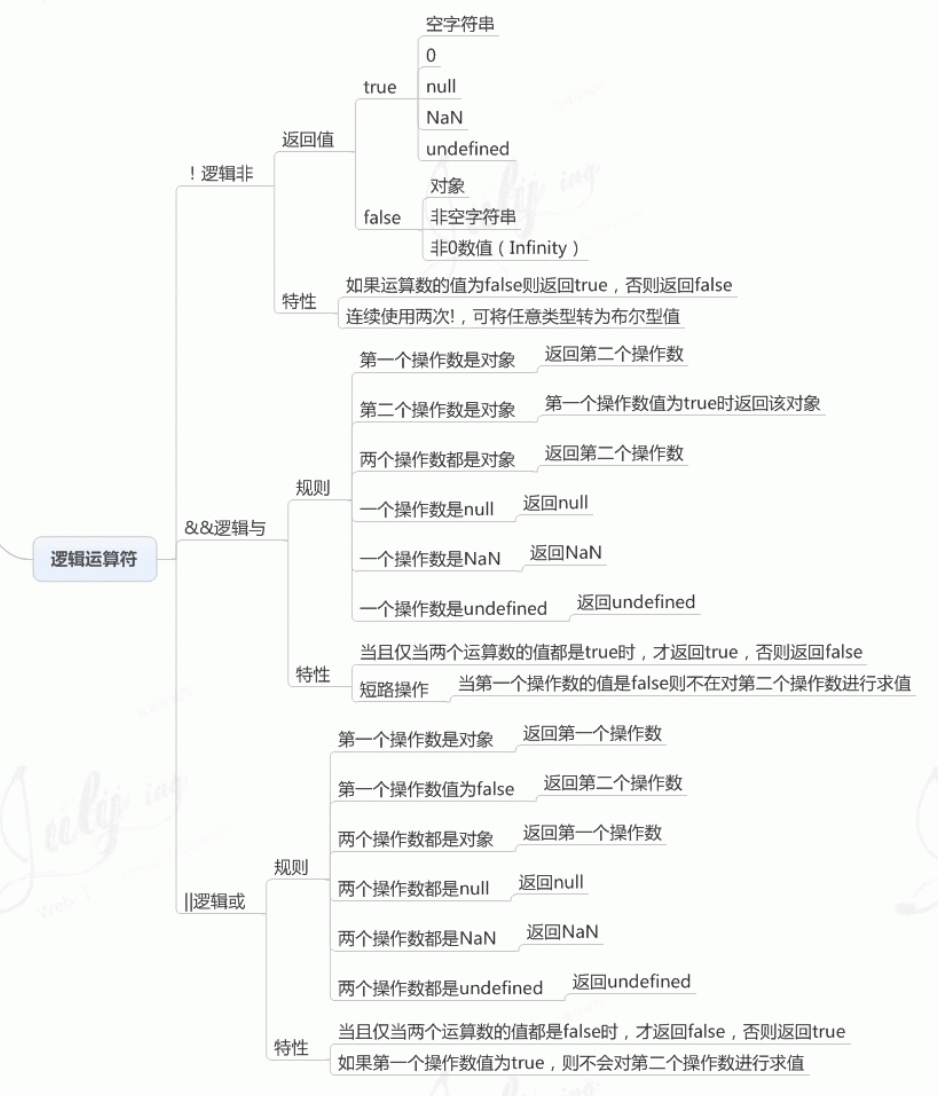 空字符串
0
true
null
NaN
返回值
undefined
! 逻辑非
对象
false
非空字符串
非0数值（Infinity）
特性
如果运算数的值为false则返回true，否则返回false
连续使用两次!，可将任意类型转为布尔型值
第一个操作数是对象
返回第二个操作数
第二个操作数是对象
第一个操作数值为true时返回该对象
两个操作数都是对象
返回第二个操作数
规则
一个操作数是null
返回null
&&逻辑与
逻辑运算符
一个操作数是NaN
返回NaN
一个操作数是undefined
返回undefined
特性
当且仅当两个运算数的值都是true时，才返回true，否则返回false
短路操作
当第一个操作数的值是false则不在对第二个操作数进行求值
第一个操作数是对象
返回第一个操作数
第一个操作数值为false
返回第二个操作数
两个操作数都是对象
返回第一个操作数
规则
两个操作数都是null
返回null
||逻辑或
两个操作数都是NaN
返回NaN
两个操作数都是undefined
返回undefined
特性
当且仅当两个运算数的值都是false时，才返回false，否则返回true
如果第一个操作数值为true，则不会对第二个操作数进行求值